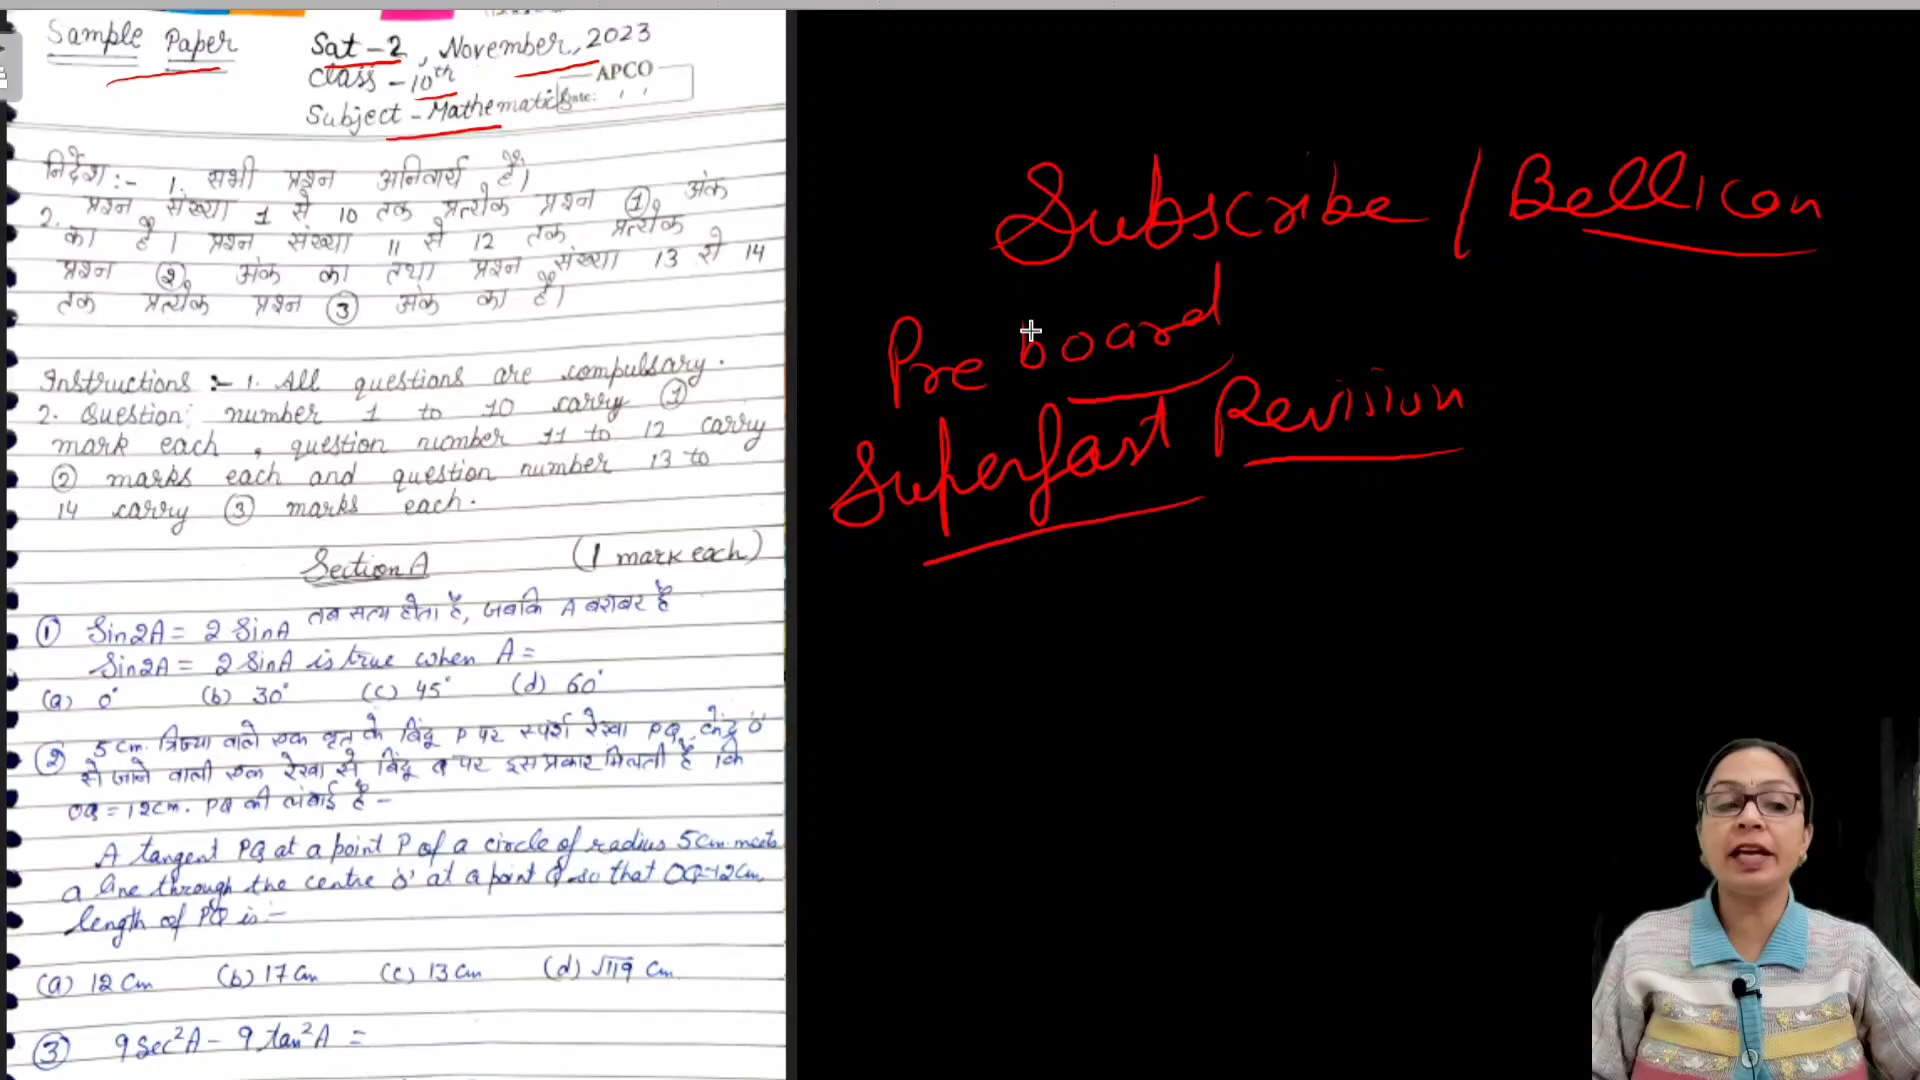 Sample Paper
Sat-2, November, 2023
Class - 10th
APCO
Subject - Mathematics
Date:
निर्देश :- 1. सभी प्रश्न अनिवार्य हैं।
2. प्रश्न संख्या 1 से 10 तक प्रत्येक प्रश्न ① अंक
का है। प्रश्न संख्या 11 से 12 तक प्रत्येक
प्रश्न ② अंक का तथा प्रश्न संख्या 13 से 14
तक प्रत्येक प्रश्न ③ अंक का है।
Instructions :- 1. All questions are compulsary.
2. Question number 1 to 10 carry ①
mark each, question number 11 to 12 carry
② marks each and question number 13 to
14 carry ③ marks each.
Section A (1 mark each)
① Sin2A = 2 SinA तब सत्य होता है, जबकि A बराबर है
Sin2A = 2 SinA is true when A =
(a) 0° (b) 30° (c) 45° (d) 60°
② 5 cm. त्रिज्या वाले एक वृत के बिंदू P पर स्पर्श रेखा PQ केंद्र O'
से जाने वाली एक रेखा से बिंदू Q पर इस प्रकार मिलती है कि
OQ = 12cm. PQ की लंबाई है -
A tangent PQ at a point P of a circle of radius 5cm meets
a line through the centre O' at a point Q so that OQ=12cm,
length of PQ is :-
(a) 12 cm (b) 17 cm (c) 13 cm (d) √119 cm
③ 9 sec²A - 9 tan²A =
Subscribe / Bellicon
Pre board
Superfast Revision